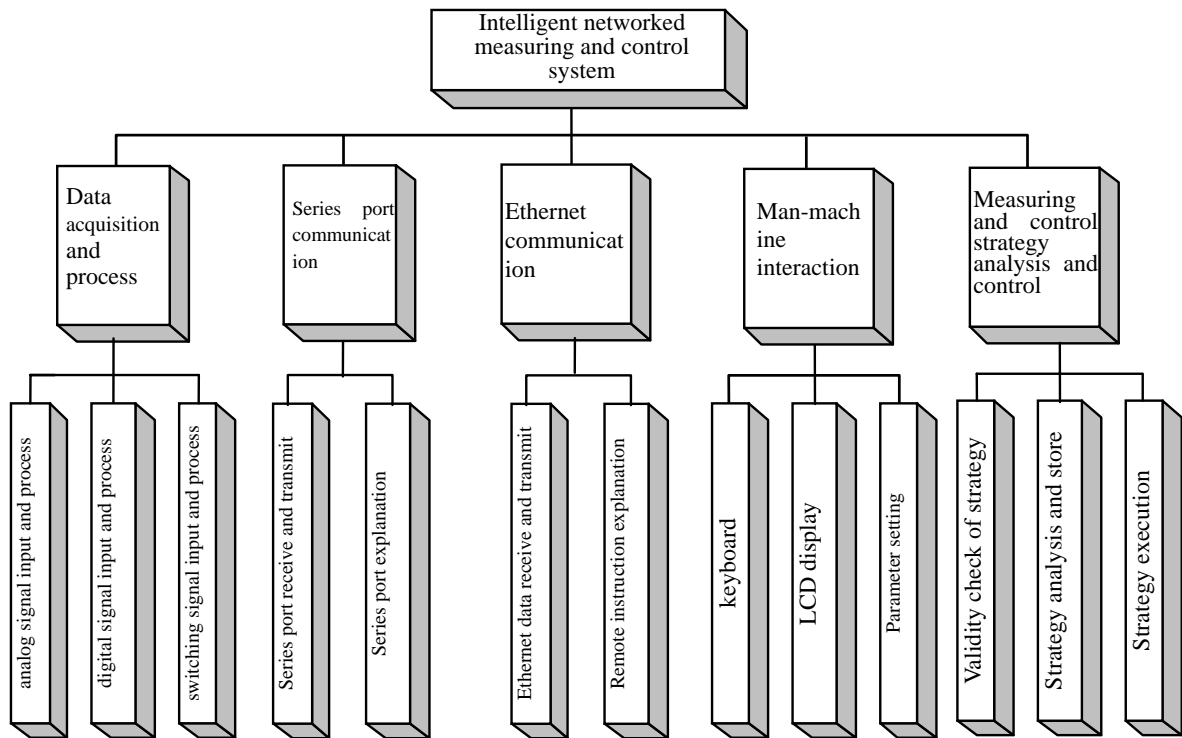 Intelligent networked
measuring and control
system
Data
acquisition
and
process
Series port
communicat
ion
Ethernet
communicat
ion
Man-mach
ine
interaction
Measuring
and control
strategy
analysis and
control
analog signal input and process
digital signal input and process
switching signal input and process
Series port receive and transmit
Series port explanation
Ethernet data receive and transmit
Remote instruction explanation
keyboard
LCD display
Parameter setting
Validity check of strategy
Strategy analysis and store
Strategy execution